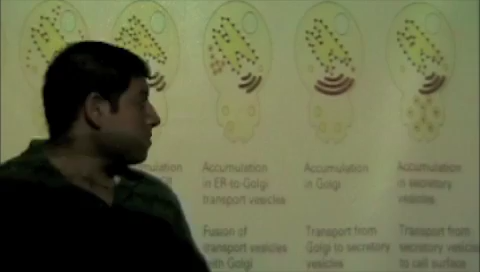 ulation
Accumulation
in ER-to-Golgi
transport vesicles
Accumulation
in Golgi
Accumulation
in secretory
vesicles
Fusion of
transport vesicles
with Golgi
Transport from
Golgi to secretory
vesicles
Transport from
secretory vesicles
to cell surface